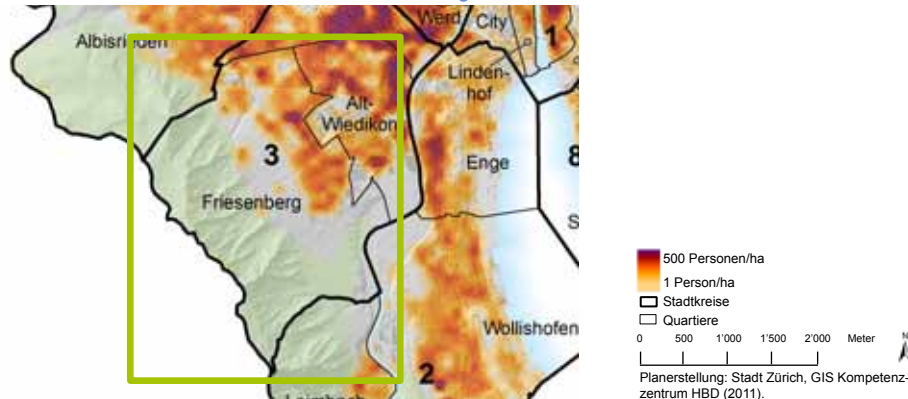 Werd City
1
Albisrieden
Linden-
hof
Alt-
Wiedikon
3
Enge
8
Friesenberg
S
Wollishofen
2
Leimbach
500 Personen/ha
1 Person/ha
Stadtkreise
Quartiere
0 500 1'000 1'500 2'000 Meter
N
Planerstellung: Stadt Zürich, GIS Kompetenz-
zentrum HBD (2011).